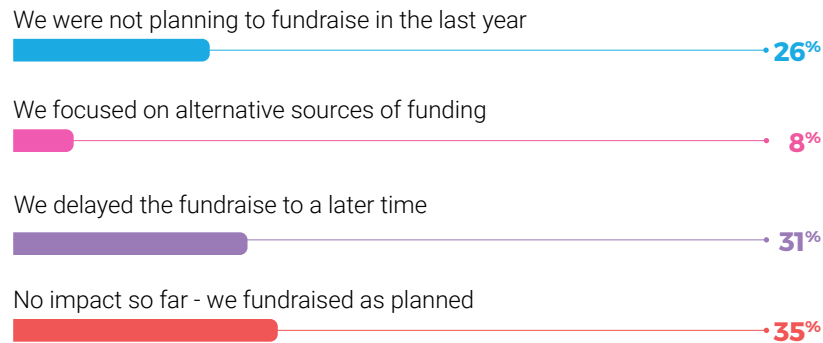 We were not planning to fundraise in the last year
26%
We focused on alternative sources of funding
8%
We delayed the fundraise to a later time
31%
No impact so far - we fundraised as planned
35%